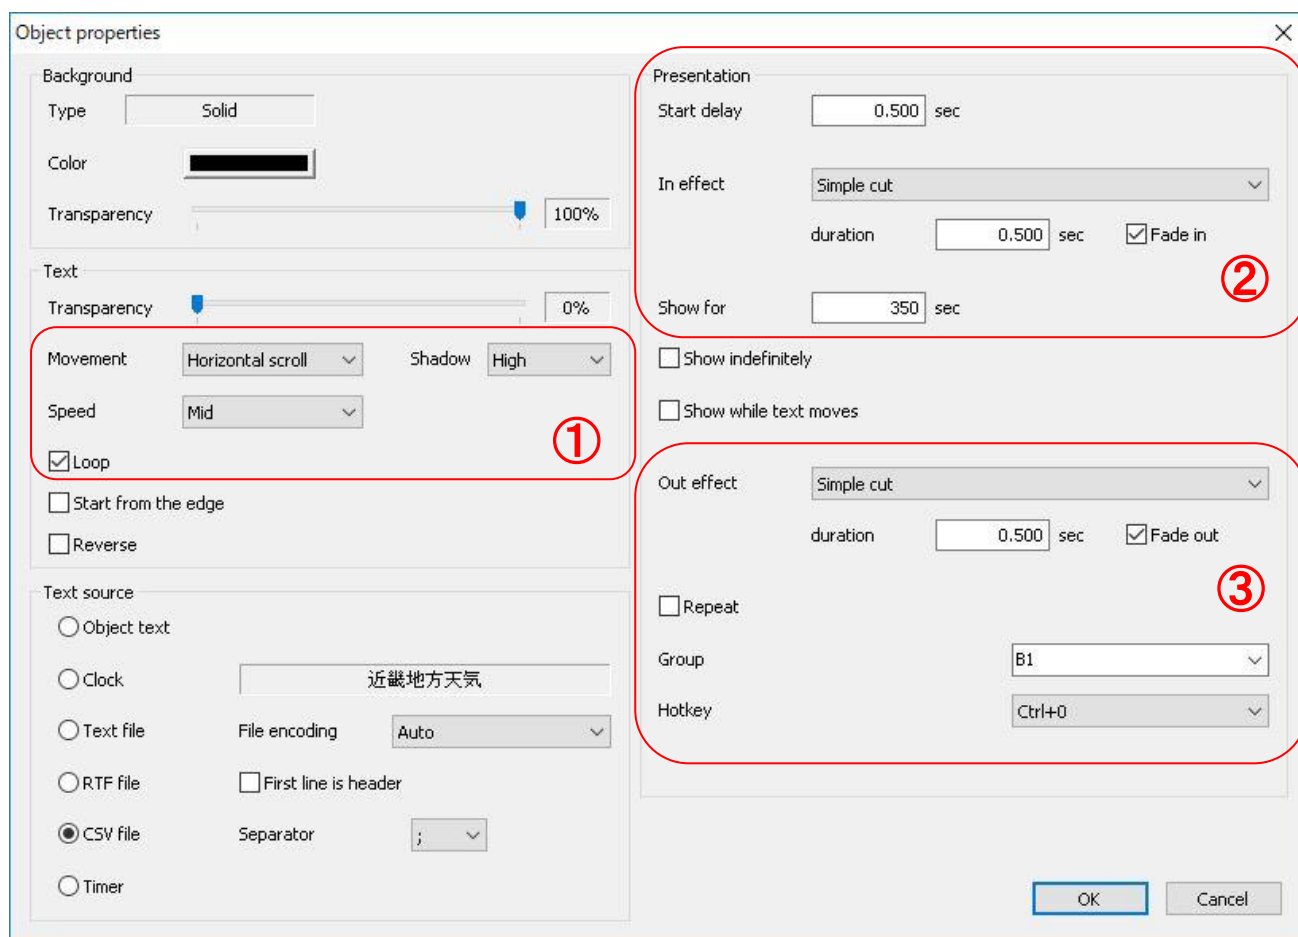 Object properties
Background
Type Solid
Color
Transparency 100%
Text
Transparency 0%
Movement Horizontal scroll Shadow High
Speed Mid
①
Loop
Start from the edge
Reverse
Text source
Object text
Clock 近畿地方天気
Text file File encoding Auto
RTF file First line is header
CSV file Separator ;
Timer
Presentation
Start delay 0.500 sec
In effect Simple cut
duration 0.500 sec Fade in
②
Show for 350 sec
Show indefinitely
Show while text moves
Out effect Simple cut
duration 0.500 sec Fade out
③
Repeat
Group B1
Hotkey Ctrl+0
OK Cancel